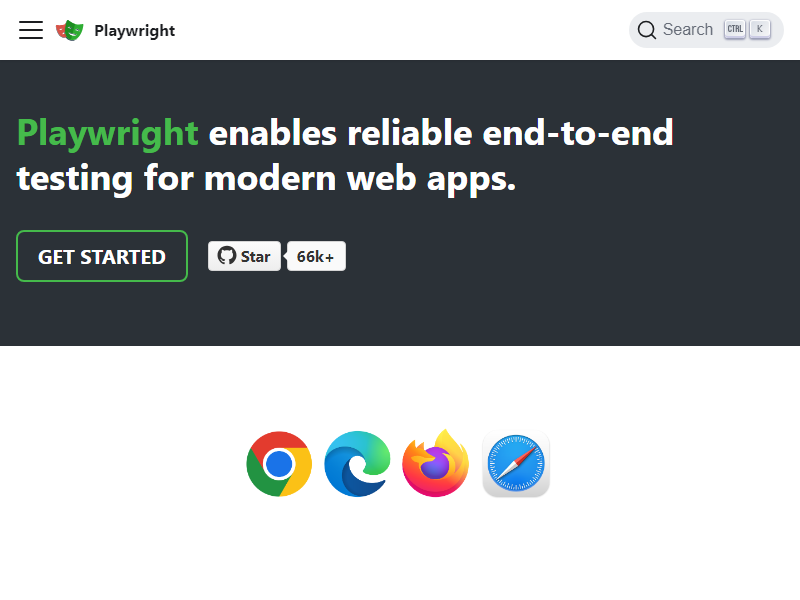 Playwright
Search CTRL K
Playwright enables reliable end-to-end
testing for modern web apps.
GET STARTED
Star 66k+